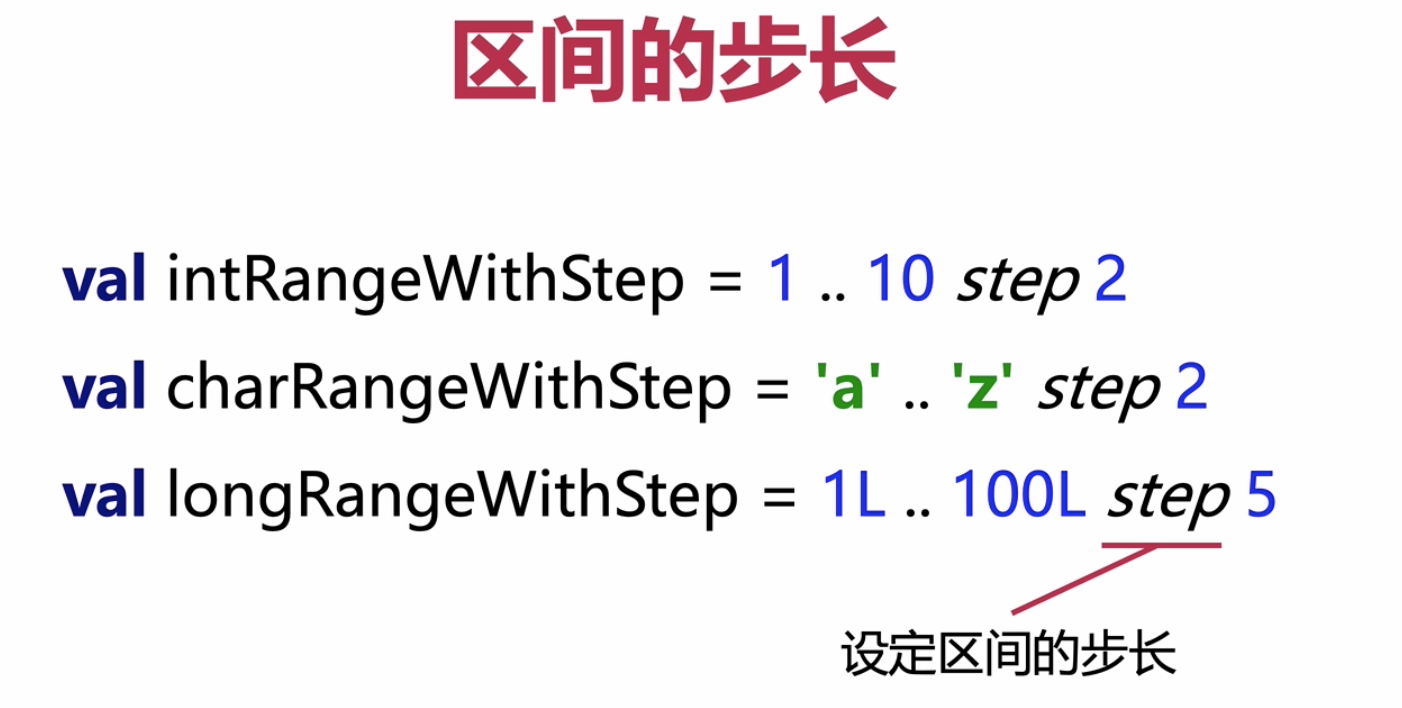 区间的步长
val intRangeWithStep = 1 .. 10 step 2
val charRangeWithStep = 'a' .. 'z' step 2
val longRangeWithStep = 1L .. 100L step 5
设定区间的步长